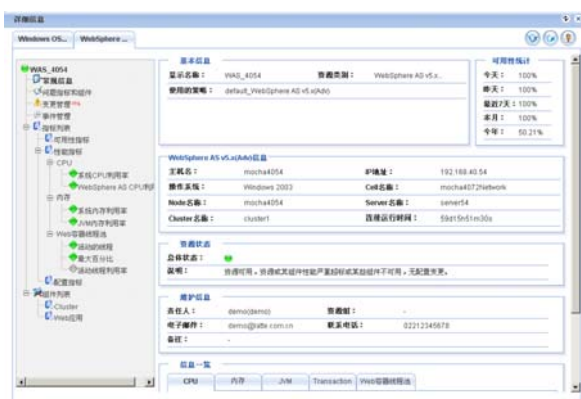 详细信息
Windows OS... WebSphere ...
WAS_4054
常规信息
问题指标和组件
变更管理
事件管理
指标列表
可用性指标
性能指标
CPU
系统CPU利用率
WebSphere AS CPU利用
内存
系统内存利用率
JVM内存利用率
Web容器线程池
活动的线程
最大百分比
活动线程利用率
配置指标
组件列表
Cluster
Web应用
基本信息
显示名称： WAS_4054 资源类别： WebSphere AS v5.x...
使用的策略： default_WebSphere AS v5.x(Adv)
可用性统计
今天： 100%
昨天： 100%
最近7天： 100%
本月： 100%
今年： 50.21%
WebSphere AS v5.x(Adv)信息
主机名： mocha4054 IP地址： 192.168.40.54
操作系统： Windows 2003 Cell名称： mocha4072Network
Node名称： mocha4054 Server名称： server54
Cluster名称： cluster1 连续运行时间： 59d15h51m30s
资源状态
总体状态：
说明： 资源可用，资源或其组件性能严重超标或某些组件不可用，无配置变更。
维护信息
责任人： demo(demo) 资源组： -
电子邮件： demo@latte.com.cn 联系电话： 02212345678
备注： -
信息一览
CPU 内存 JVM Transaction Web容器线程池